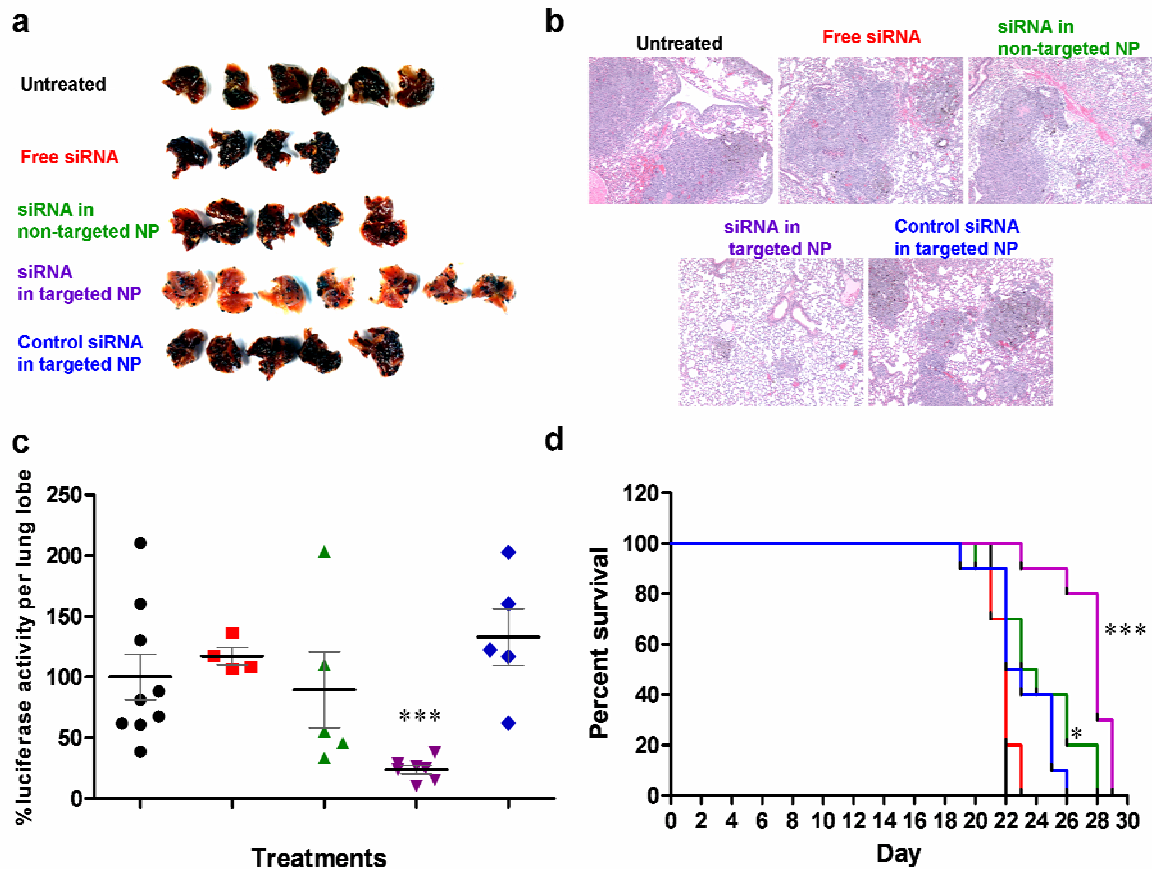 a
Untreated
Free siRNA
siRNA in
non-targeted NP
siRNA
in targeted NP
Control siRNA
in targeted NP
b
Untreated
Free siRNA
siRNA in
non-targeted NP
siRNA in
targeted NP
Control siRNA
in targeted NP
c
% luciferase activity per lung lobe
250
200
150
100
50
0
***
Treatments
d
Percent survival
120
100
80
60
40
20
0
***
*
0 2 4 6 8 10 12 14 16 18 20 22 24 26 28 30
Day